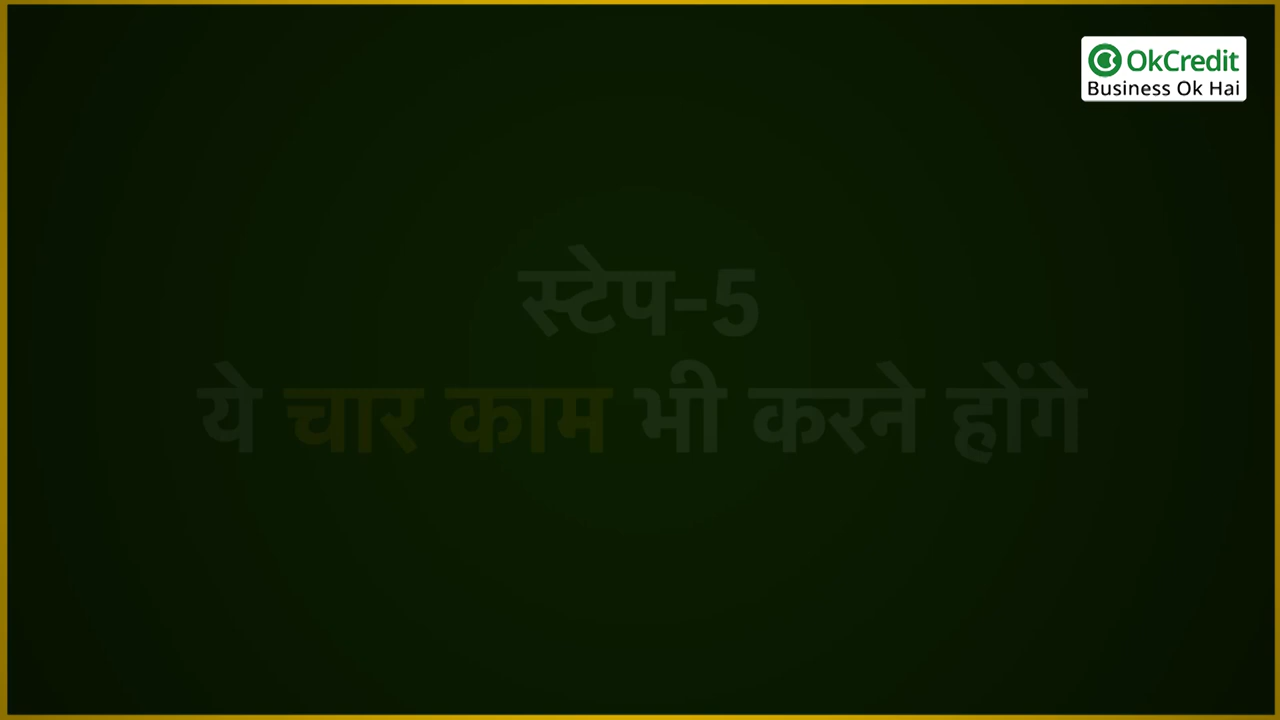 OkCredit
Business Ok Hai
स्टेप-5
ये चार काम भी करने होंगे